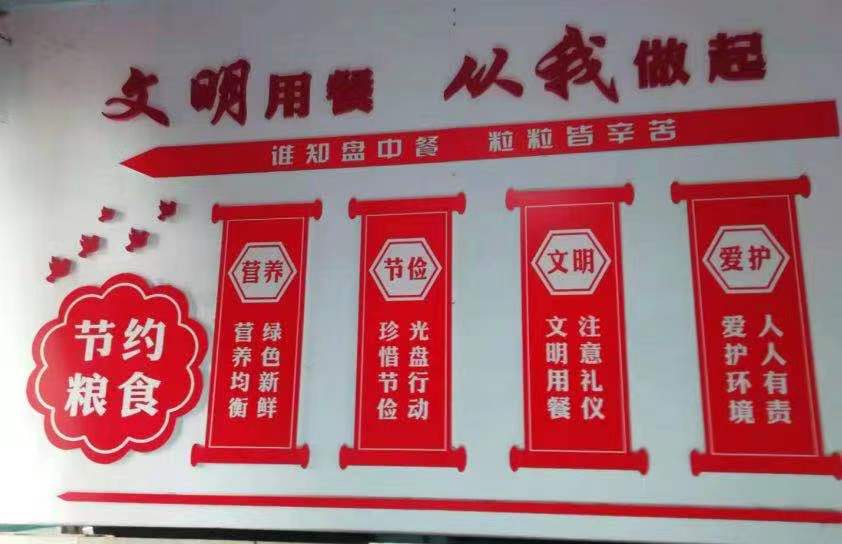 文明用餐 从我做起
谁知盘中餐 粒粒皆辛苦
节约
粮食
营养
绿色新鲜
营养均衡
节俭
光盘行动
珍惜节俭
文明
注意礼仪
文明用餐
爱护
人人有责
爱护环境